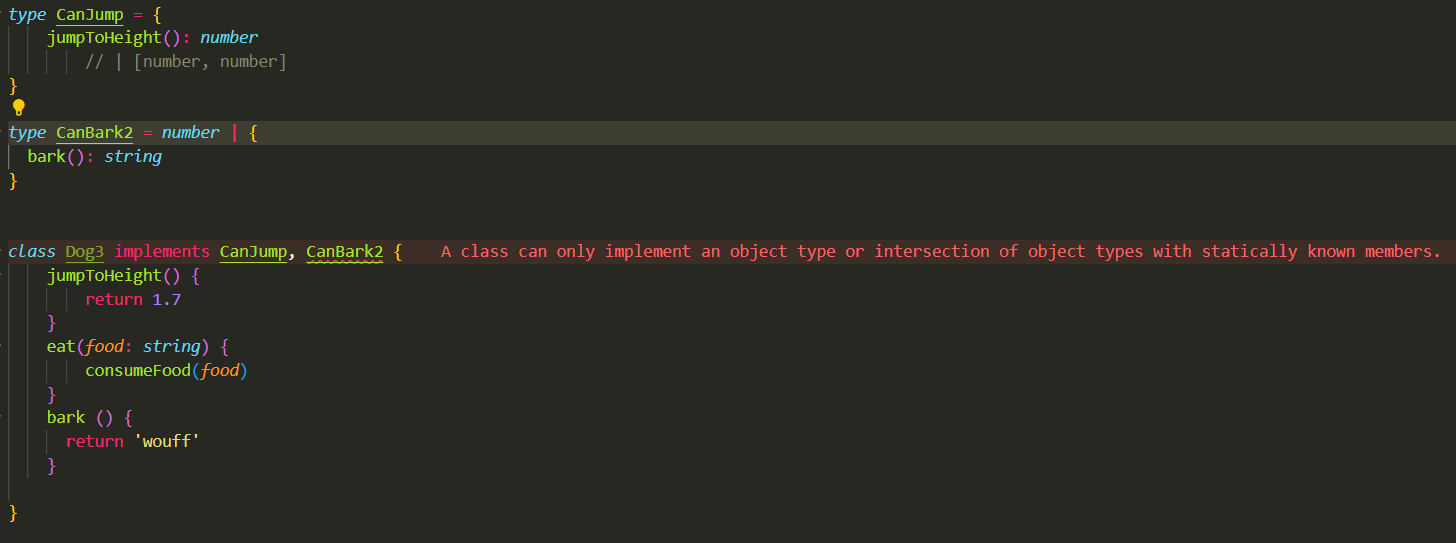 type CanJump = {
jumpToHeight(): number
// | [number, number]
}
type CanBark2 = number | {
bark(): string
}
class Dog3 implements CanJump, CanBark2 { A class can only implement an object type or intersection of object types with statically known members.
jumpToHeight() {
return 1.7
}
eat(food: string) {
consumeFood(food)
}
bark () {
return 'wouff'
}
}